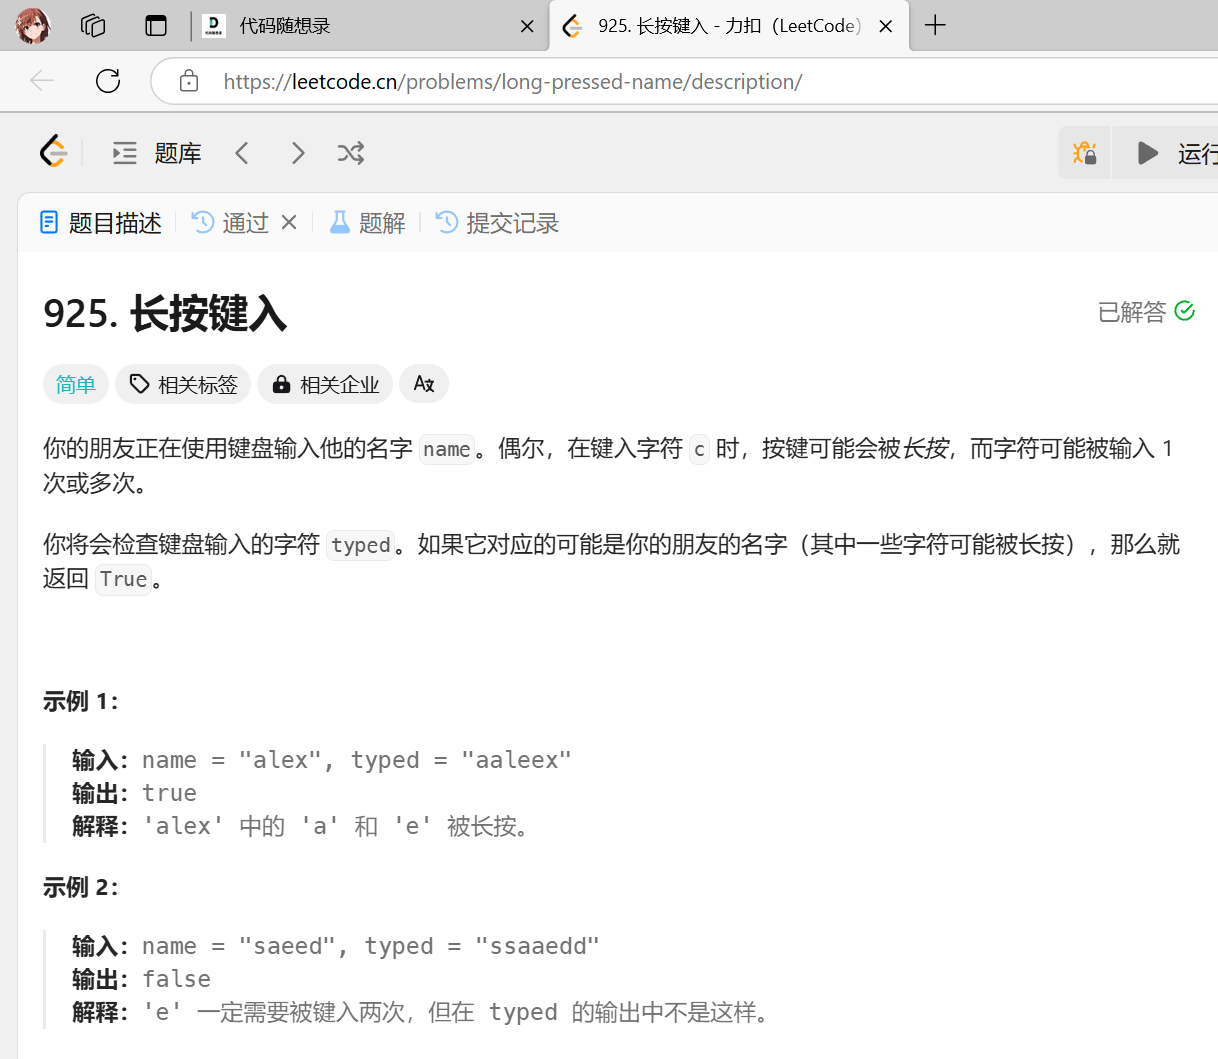 代码随想录
925. 长按键入 - 力扣（LeetCode）
https://leetcode.cn/problems/long-pressed-name/description/
题库
运行
题目描述 通过 题解 提交记录
925. 长按键入
已解答
简单 相关标签 相关企业
你的朋友正在使用键盘输入他的名字 name。偶尔，在键入字符 c 时，按键可能会被长按，而字符可能被输入 1
次或多次。
你将会检查键盘输入的字符 typed。如果它对应的可能是你的朋友的名字（其中一些字符可能被长按），那么就
返回 True。
示例 1：
输入：name = "alex", typed = "aaleex"
输出：true
解释：'alex' 中的 'a' 和 'e' 被长按。
示例 2：
输入：name = "saeed", typed = "ssaaedd"
输出：false
解释：'e' 一定需要被键入两次，但在 typed 的输出中不是这样。